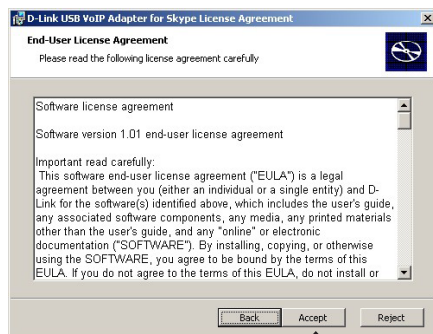 D-Link USB VoIP Adapter for Skype License Agreement
End-User License Agreement
Please read the following license agreement carefully
Software license agreement
Software version 1.01 end-user license agreement
Important read carefully:
This software end-user license agreement ("EULA") is a legal
agreement between you (either an individual or a single entity) and D-
Link for the software(s) identified above, which includes the user's guide,
any associated software components, any media, any printed materials
other than the user's guide, and any "online" or electronic
documentation ("SOFTWARE"). By installing, copying, or otherwise
using the SOFTWARE, you agree to be bound by the terms of this
EULA. If you do not agree to the terms of this EULA, do not install or
Back Accept Reject